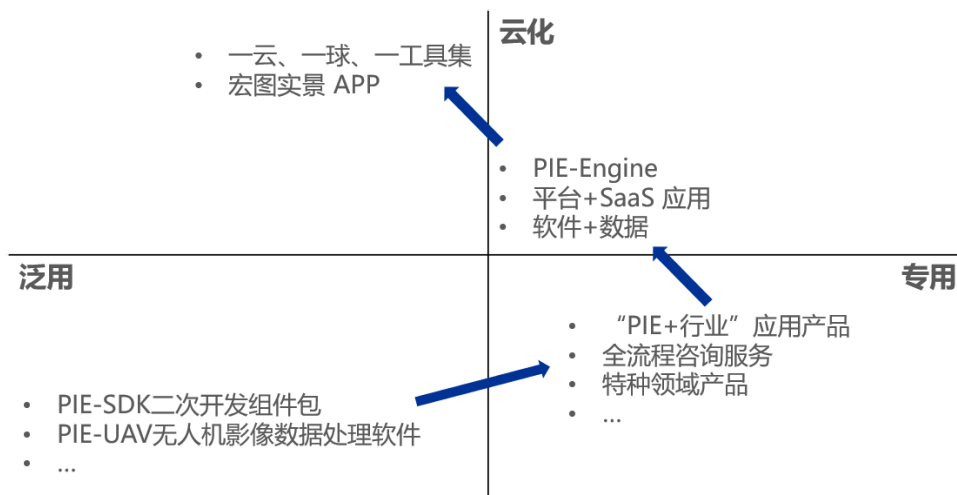 云化
• 一云、一球、一工具集
• 宏图实景 APP
• PIE-Engine
• 平台+SaaS 应用
• 软件+数据
泛用
专用
• “PIE+行业”应用产品
• 全流程咨询服务
• 特种领域产品
• ...
• PIE-SDK二次开发组件包
• PIE-UAV无人机影像数据处理软件
• ...